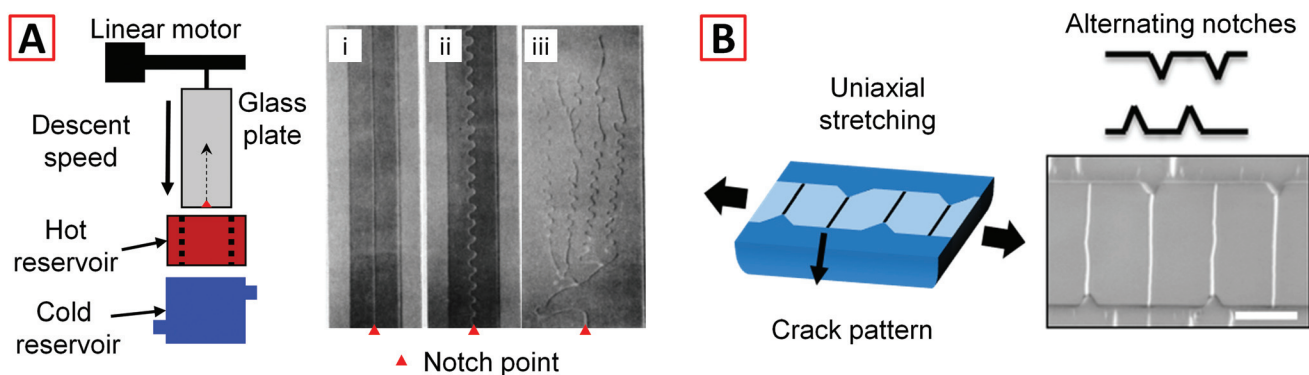 A
Linear motor
Descent
speed
Glass
plate
Hot
reservoir
Cold
reservoir
i
ii
iii
Notch point
B
Uniaxial
stretching
Crack pattern
Alternating notches